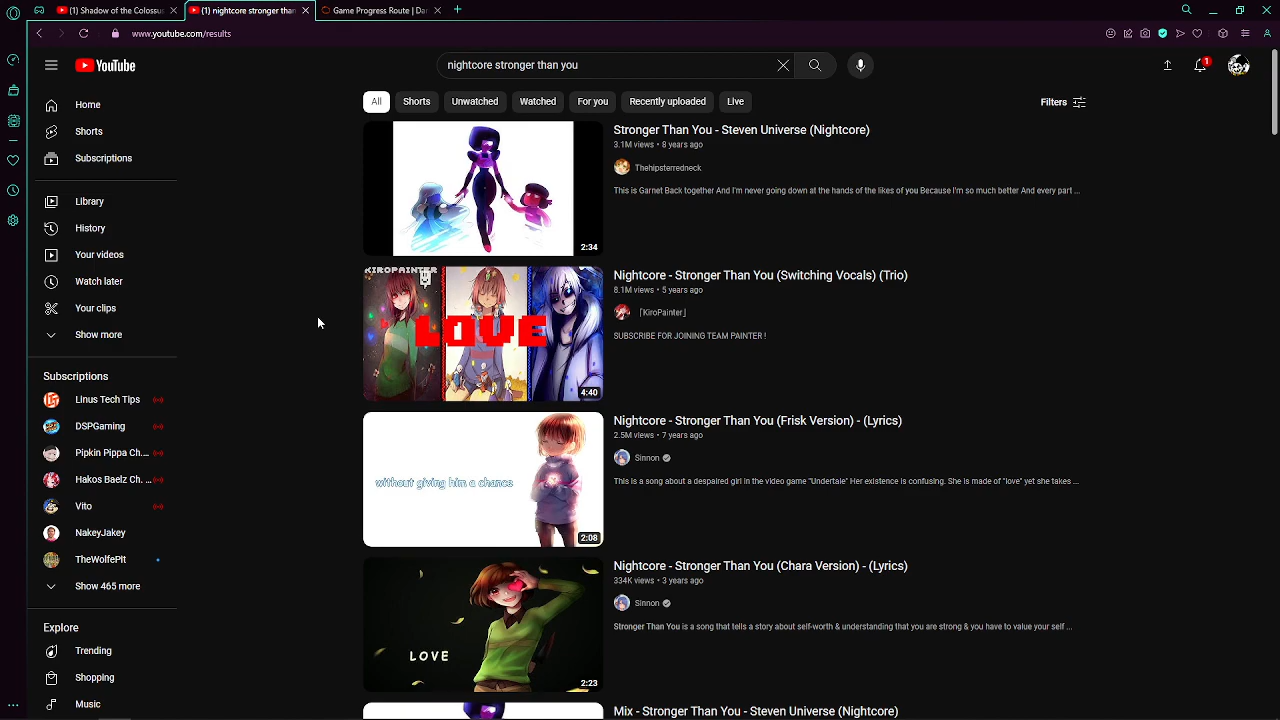 (1) Shadow of the Colossus
(1) nightcore stronger than
Game Progress Route | Dar
www.youtube.com/results
YouTube
nightcore stronger than you
1
All
Shorts
Unwatched
Watched
For you
Recently uploaded
Live
Filters
Home
Shorts
Subscriptions
Library
History
Your videos
Watch later
Your clips
Show more
Subscriptions
Linus Tech Tips
DSPGaming
Pipkin Pippa Ch....
Hakos Baelz Ch. ...
Vito
NakeyJakey
TheWolfePit
Show 465 more
Explore
Trending
Shopping
Music
2:34
Stronger Than You - Steven Universe (Nightcore)
3.1M views • 8 years ago
Thehipsterredneck
This is Garnet Back together And I'm never going down at the hands of the likes of you Because I'm so much better And every part ...
KIROPAINTER
LOVE
4:40
Nightcore - Stronger Than You (Switching Vocals) (Trio)
8.1M views • 5 years ago
「KiroPainter」
SUBSCRIBE FOR JOINING TEAM PAINTER !
without giving him a chance
2:08
Nightcore - Stronger Than You (Frisk Version) - (Lyrics)
2.5M views • 7 years ago
Sinnon
This is a song about a despaired girl in the video game "Undertale" Her existence is confusing. She is made of "love" yet she takes ...
LOVE
2:23
Nightcore - Stronger Than You (Chara Version) - (Lyrics)
334K views • 3 years ago
Sinnon
Stronger Than You is a song that tells a story about self-worth & understanding that you are strong & you have to value your self ...
Mix - Stronger Than You - Steven Universe (Nightcore)